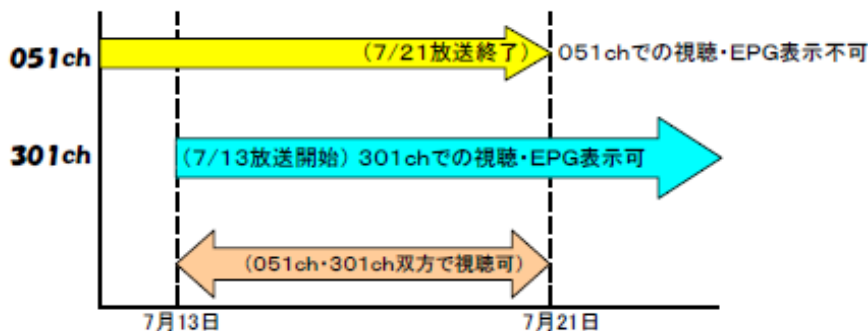 051ch
(7/21放送終了)
051chでの視聴・EPG表示不可
301ch
(7/13放送開始) 301chでの視聴・EPG表示可
(051ch・301ch双方で視聴可)
7月13日
7月21日